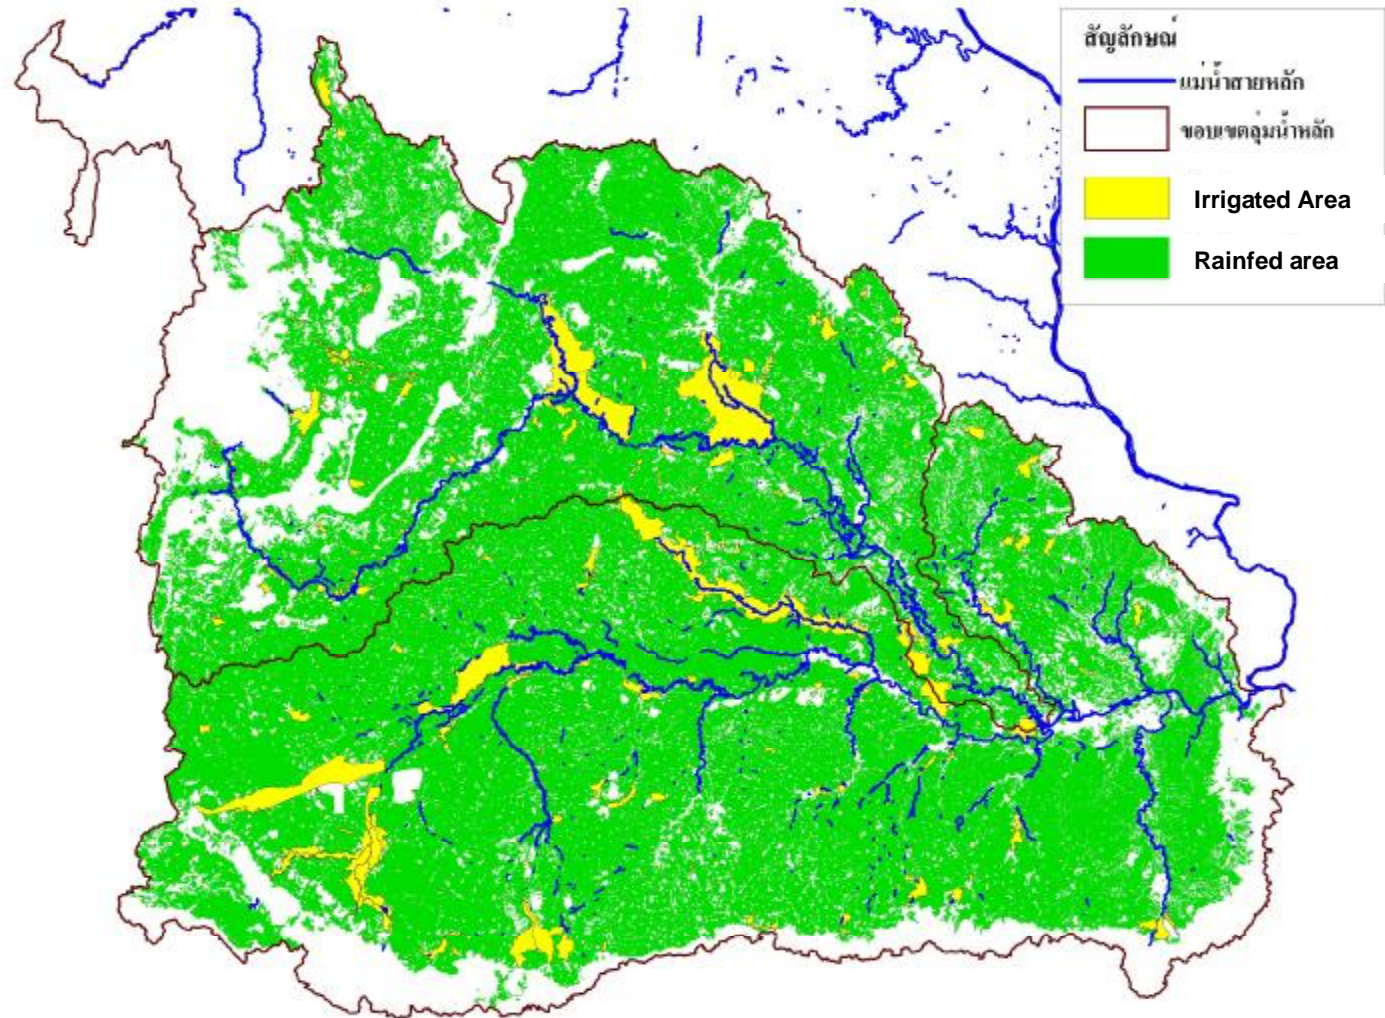 สัญลักษณ์
แม่น้ำสายหลัก
ขอบเขตลุ่มน้ำหลัก
Irrigated Area
Rainfed area